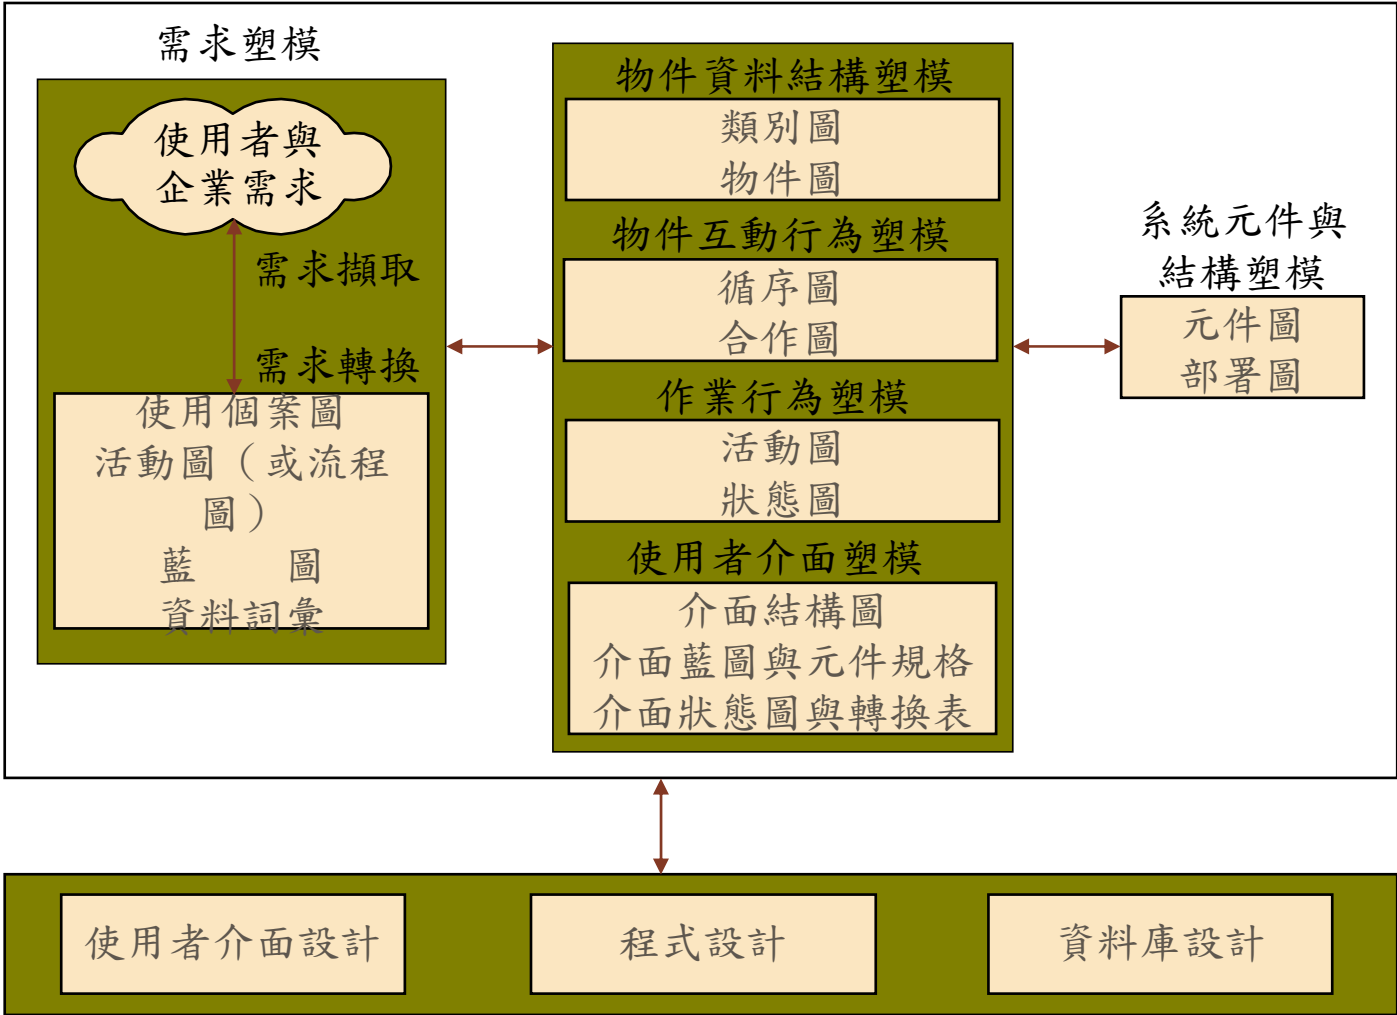 需求塑模
使用者與
企業需求
需求擷取
需求轉換
使用個案圖
活動圖（或流程
圖）
藍　　圖
資料詞彙
物件資料結構塑模
類別圖
物件圖
物件互動行為塑模
循序圖
合作圖
作業行為塑模
活動圖
狀態圖
使用者介面塑模
介面結構圖
介面藍圖與元件規格
介面狀態圖與轉換表
系統元件與
結構塑模
元件圖
部署圖
使用者介面設計
程式設計
資料庫設計